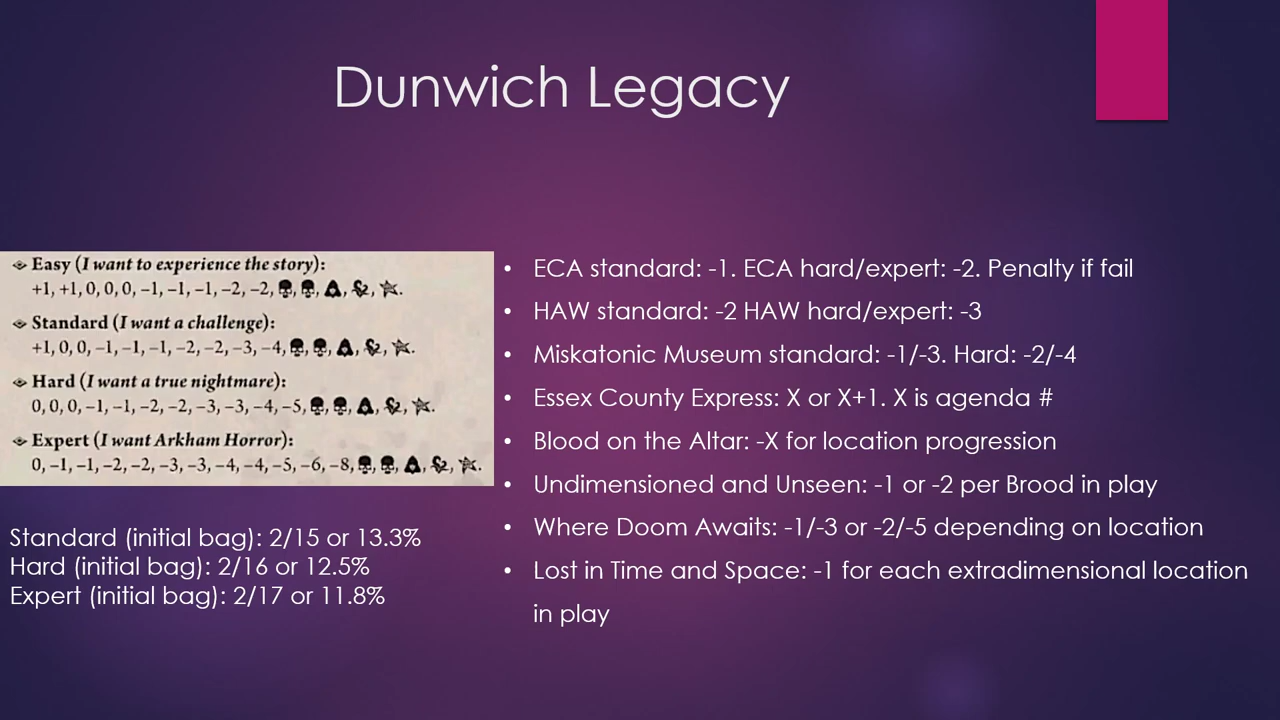 Dunwich Legacy
Easy (I want to experience the story):
+1, +1, 0, 0, 0, –1, –1, –1, –2, –2, , , , , .
Standard (I want a challenge):
+1, 0, 0, –1, –1, –1, –2, –2, –3, –4, , , , , .
Hard (I want a true nightmare):
0, 0, 0, –1, –1, –2, –2, –3, –3, –4, –5, , , , , .
Expert (I want Arkham Horror):
0, –1, –1, –2, –2, –3, –3, –4, –4, –5, –6, –8, , , , , .
Standard (initial bag): 2/15 or 13.3%
Hard (initial bag): 2/16 or 12.5%
Expert (initial bag): 2/17 or 11.8%
• ECA standard: -1. ECA hard/expert: -2. Penalty if fail
• HAW standard: -2 HAW hard/expert: -3
• Miskatonic Museum standard: -1/-3. Hard: -2/-4
• Essex County Express: X or X+1. X is agenda #
• Blood on the Altar: -X for location progression
• Undimensioned and Unseen: -1 or -2 per Brood in play
• Where Doom Awaits: -1/-3 or -2/-5 depending on location
• Lost in Time and Space: -1 for each extradimensional location
in play